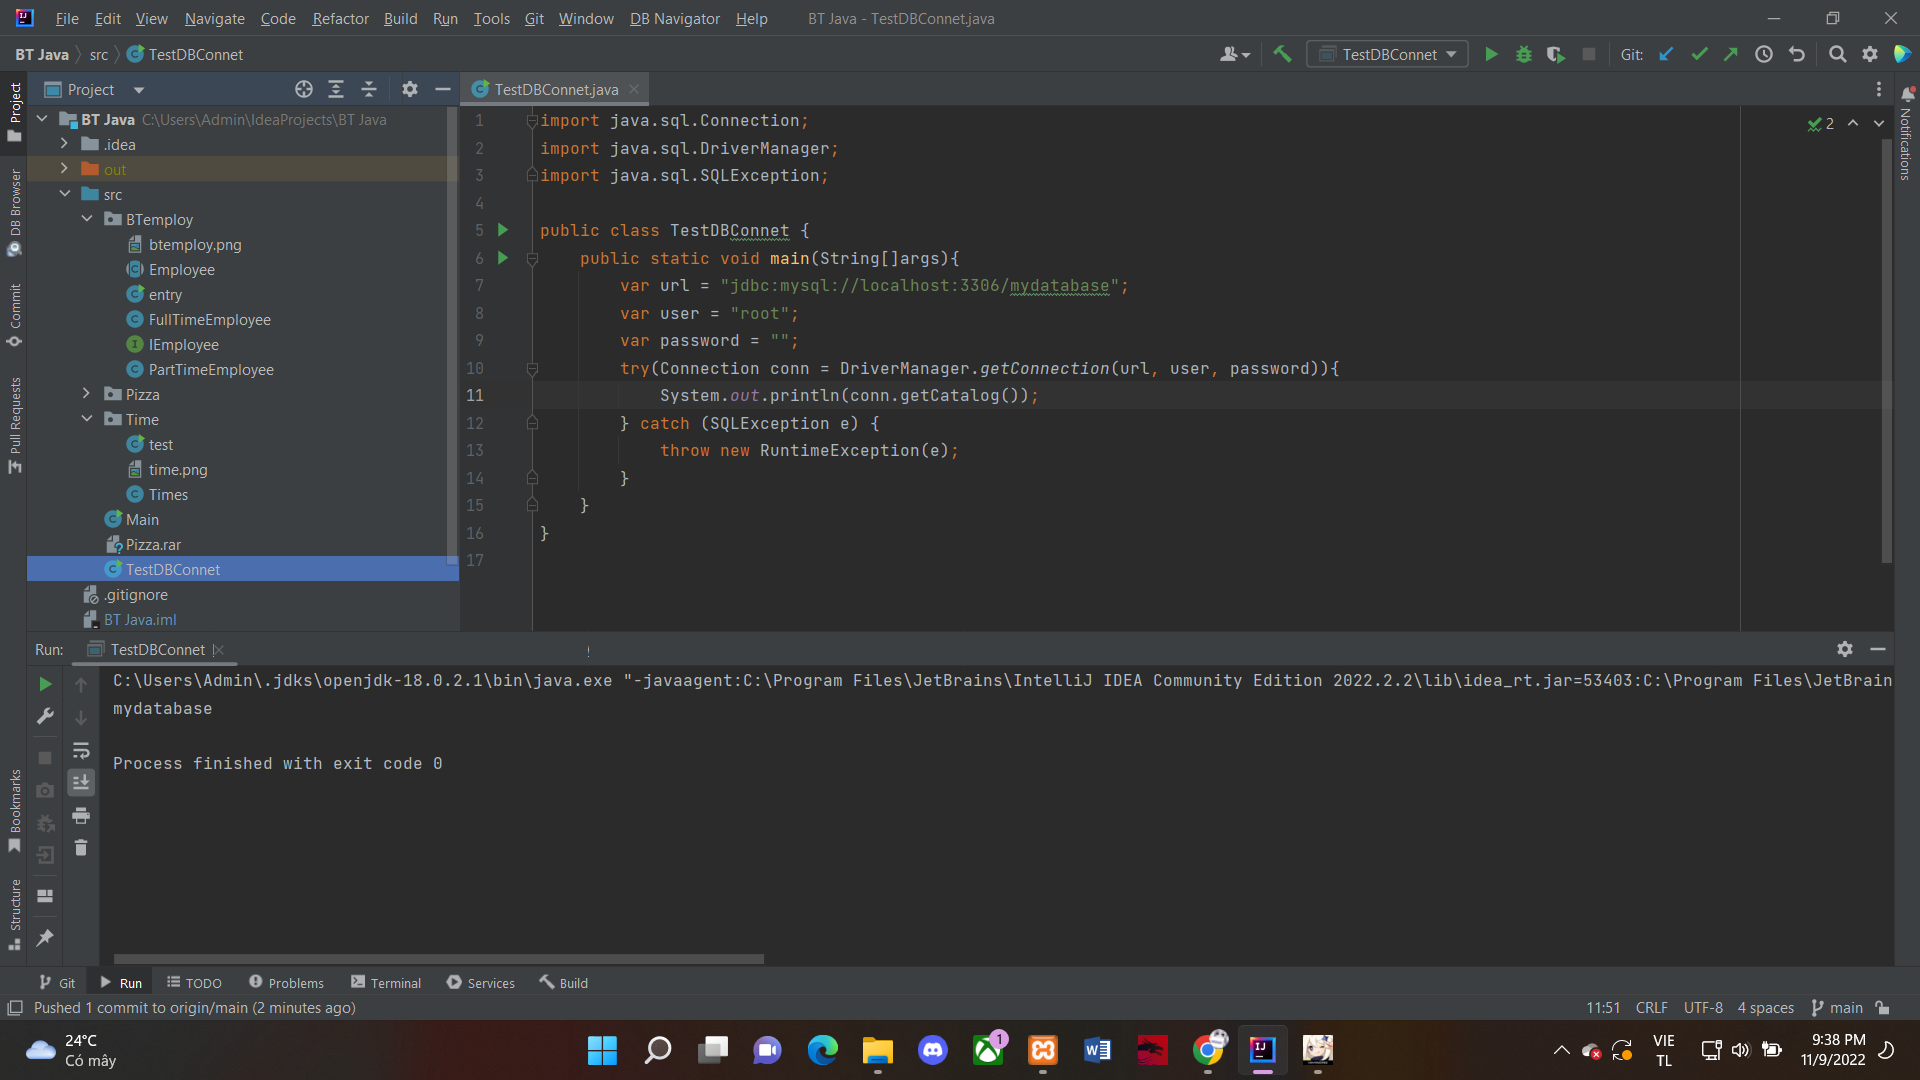 File Edit View Navigate Code Refactor Build Run Tools Git Window DB Navigator Help BT Java - TestDBConnet.java
BT Java src TestDBConnet TestDBConnet Git:
Project TestDBConnet.java
BT Java C:\Users\Admin\IdeaProjects\BT Java
.idea
out
src
BTemploy
btemploy.png
Employee
entry
FullTimeEmployee
IEmployee
PartTimeEmployee
Pizza
Time
test
time.png
Times
Main
Pizza.rar
TestDBConnet
.gitignore
BT Java.iml
Project
DB Browser
Commit
Pull Requests
Bookmarks
Structure
Notifications
2
1 import java.sql.Connection;
2 import java.sql.DriverManager;
3 import java.sql.SQLException;
4
5 public class TestDBConnet {
6 public static void main(String[]args){
7 var url = "jdbc:mysql://localhost:3306/mydatabase";
8 var user = "root";
9 var password = "";
10 try(Connection conn = DriverManager.getConnection(url, user, password)){
11 System.out.println(conn.getCatalog());
12 } catch (SQLException e) {
13 throw new RuntimeException(e);
14 }
15 }
16 }
17
Run: TestDBConnet
C:\Users\Admin\.jdks\openjdk-18.0.2.1\bin\java.exe "-javaagent:C:\Program Files\JetBrains\IntelliJ IDEA Community Edition 2022.2.2\lib\idea_rt.jar=53403:C:\Program Files\JetBrain
mydatabase
Process finished with exit code 0
Git Run TODO Problems Terminal Services Build
Pushed 1 commit to origin/main (2 minutes ago) 11:51 CRLF UTF-8 4 spaces main
24°C
Có mây
1
VIE
TL
9:38 PM
11/9/2022